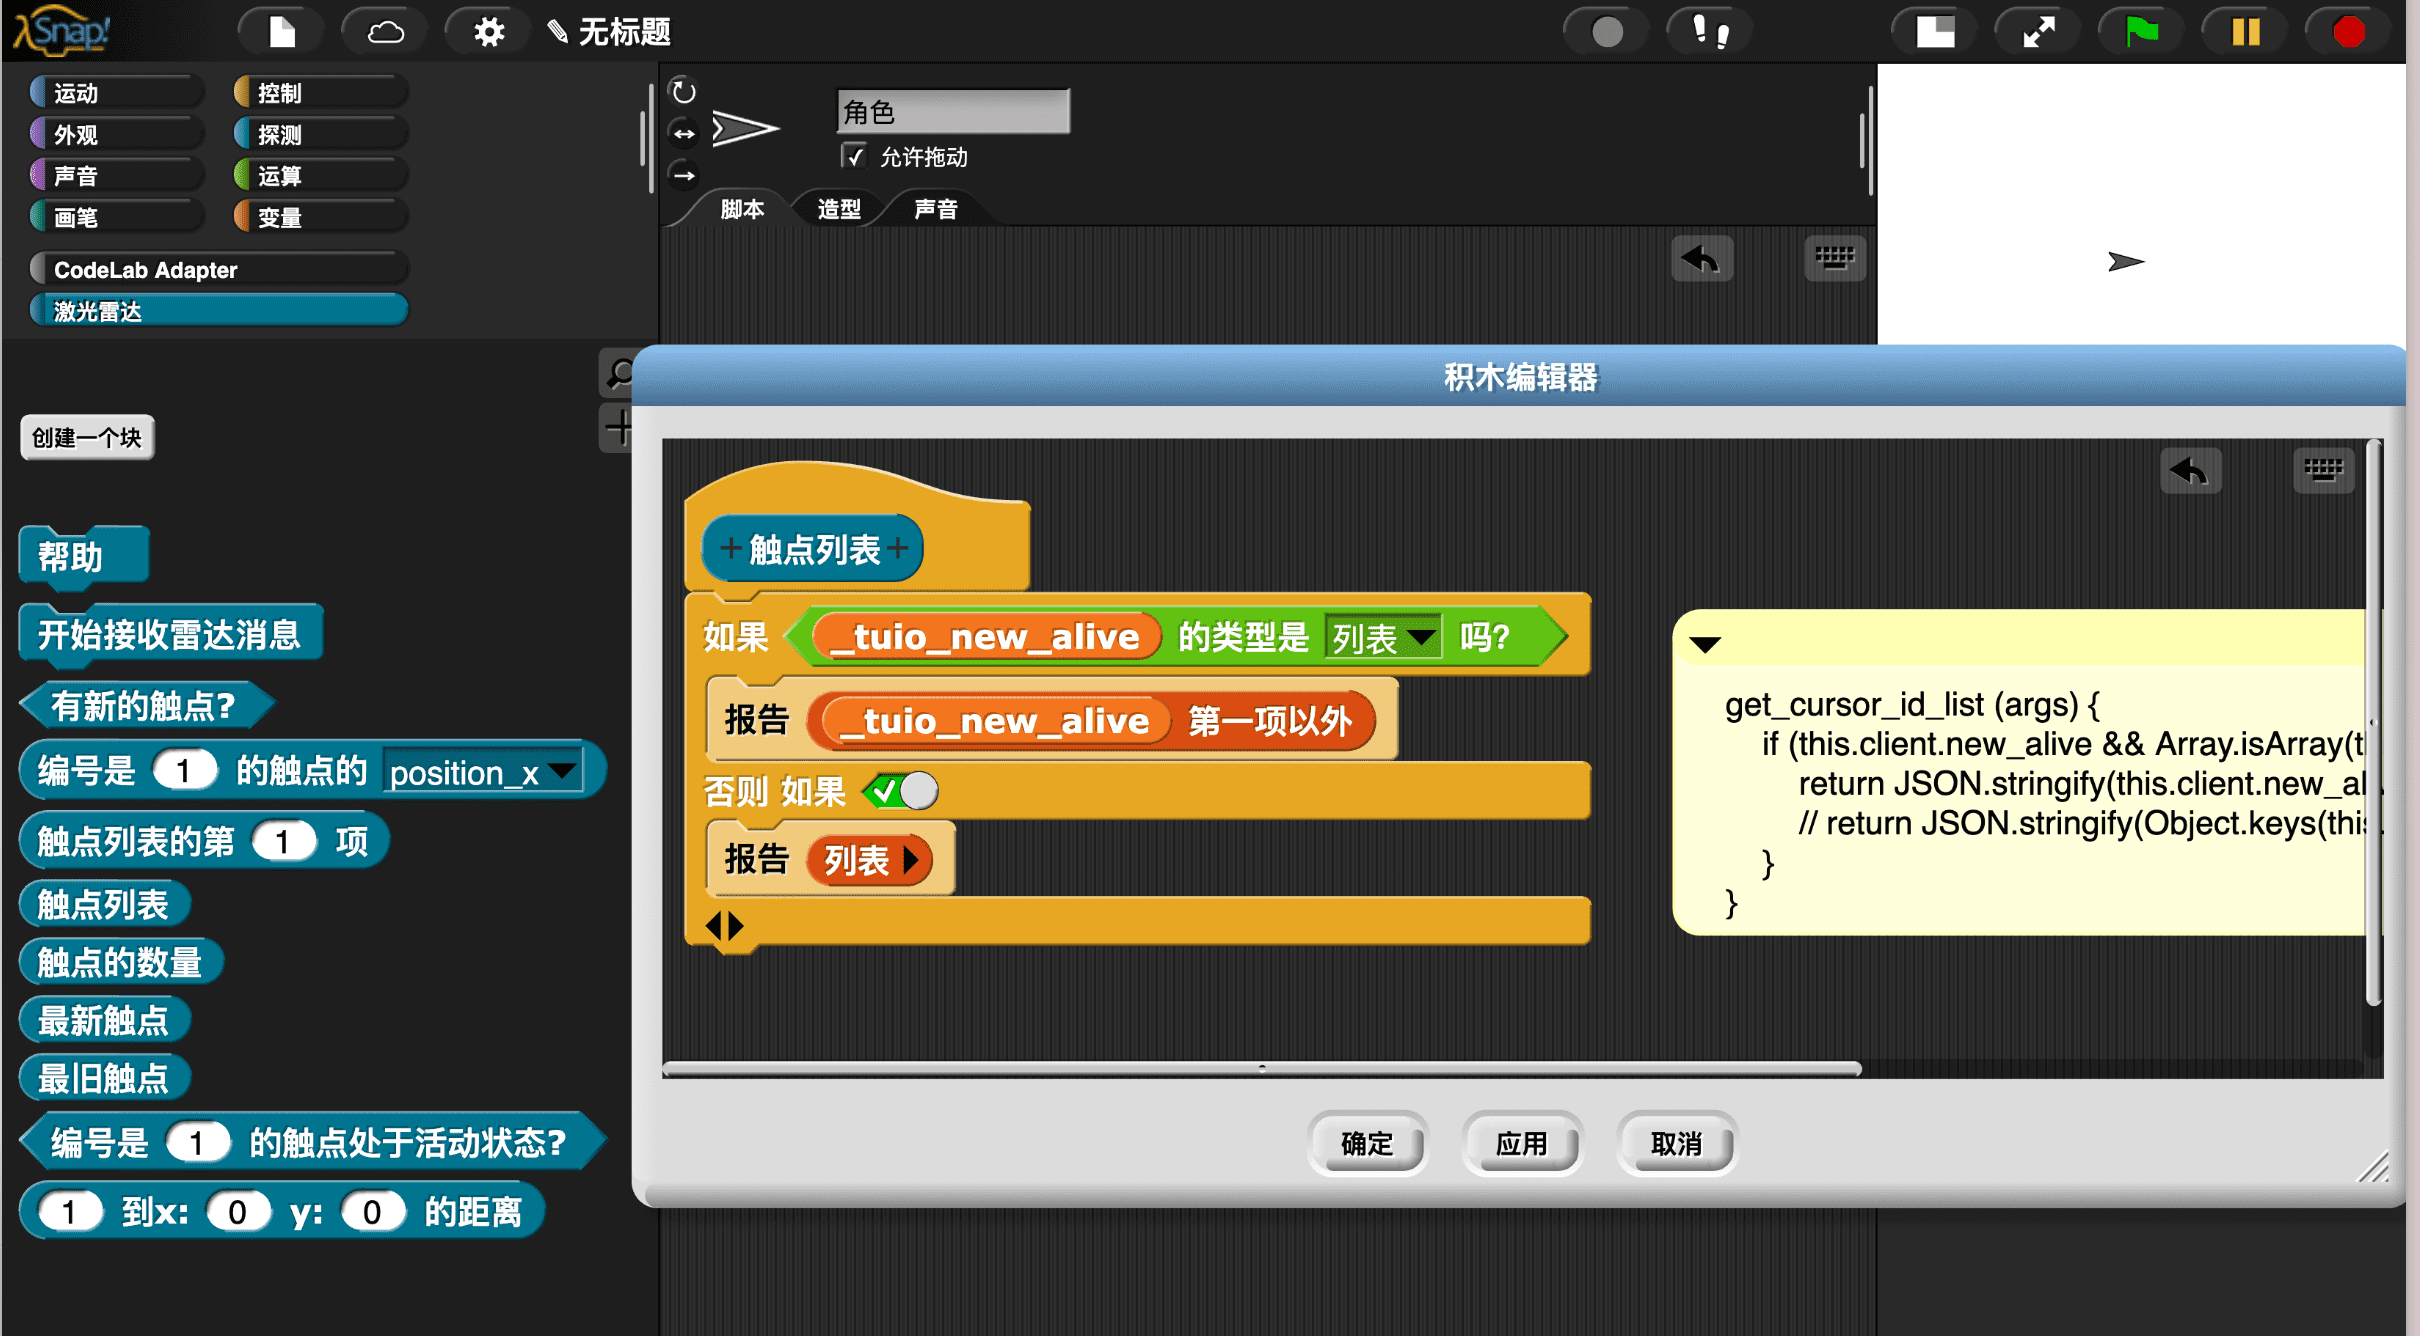 λSnap!
无标题
运动
控制
外观
探测
声音
运算
画笔
变量
CodeLab Adapter
激光雷达
角色
允许拖动
脚本
造型
声音
创建一个块
帮助
开始接收雷达消息
有新的触点?
编号是 1 的触点的 position_x
触点列表的第 1 项
触点列表
触点的数量
最新触点
最旧触点
编号是 1 的触点处于活动状态?
1 到x: 0 y: 0 的距离
积木编辑器
+ 触点列表 +
如果 _tuio_new_alive 的类型是 列表 吗?
报告 _tuio_new_alive 第一项以外
否则 如果
报告 列表
get_cursor_id_list (args) {
if (this.client.new_alive && Array.isArray(t
return JSON.stringify(this.client.new_al
// return JSON.stringify(Object.keys(this.
}
}
确定
应用
取消